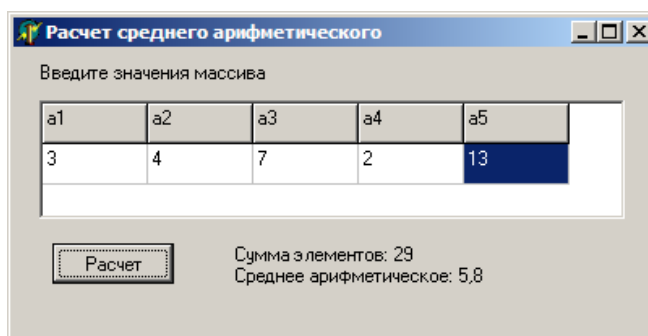 Расчет среднего арифметического
Введите значения массива
a1 a2 a3 a4 a5
3 4 7 2 13
Расчет
Сумма элементов: 29
Среднее арифметическое: 5,8